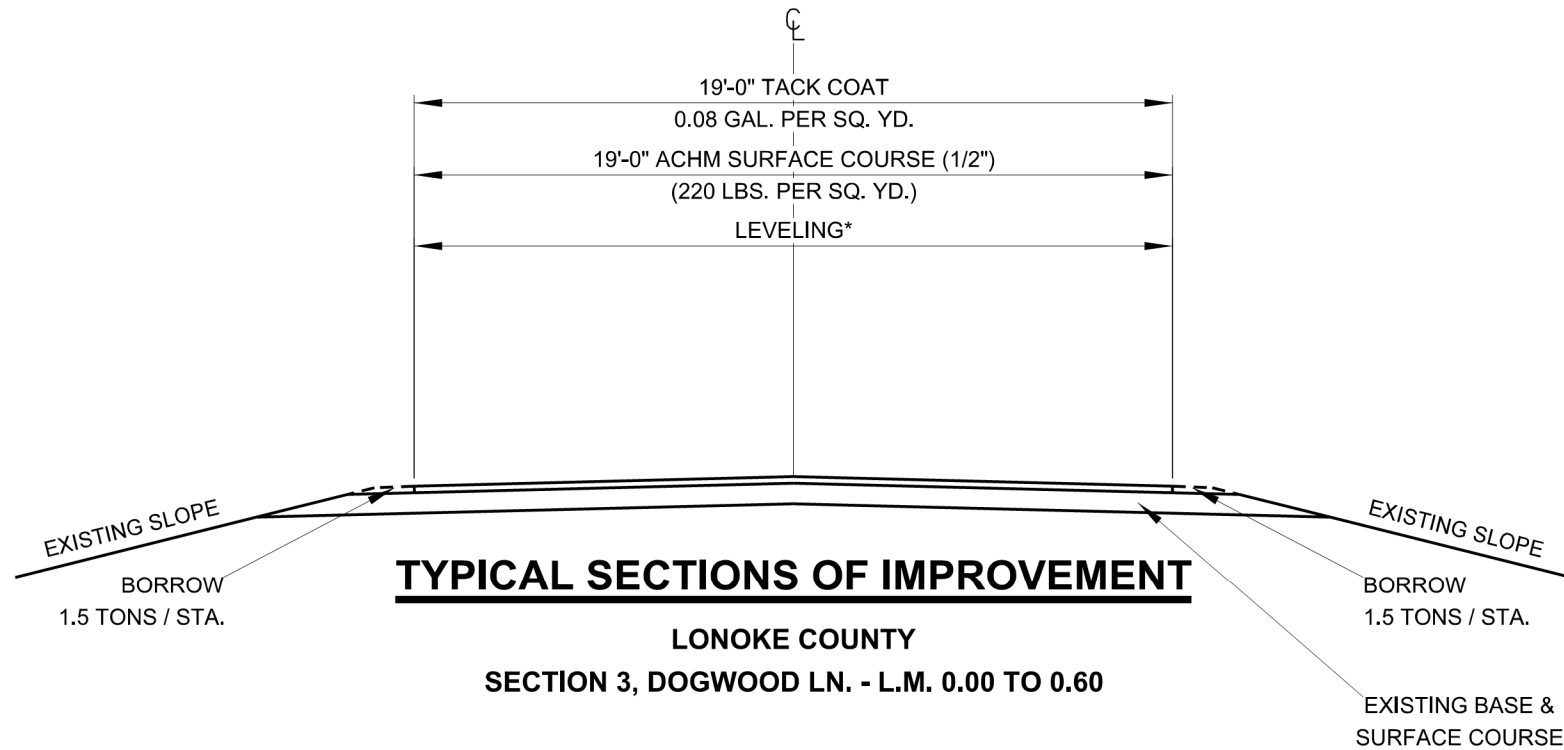 ℄
19'-0" TACK COAT
0.08 GAL. PER SQ. YD.
19'-0" ACHM SURFACE COURSE (1/2")
(220 LBS. PER SQ. YD.)
LEVELING*
EXISTING SLOPE
EXISTING SLOPE
BORROW
1.5 TONS / STA.
BORROW
1.5 TONS / STA.
TYPICAL SECTIONS OF IMPROVEMENT
LONOKE COUNTY
SECTION 3, DOGWOOD LN. - L.M. 0.00 TO 0.60
EXISTING BASE &
SURFACE COURSE